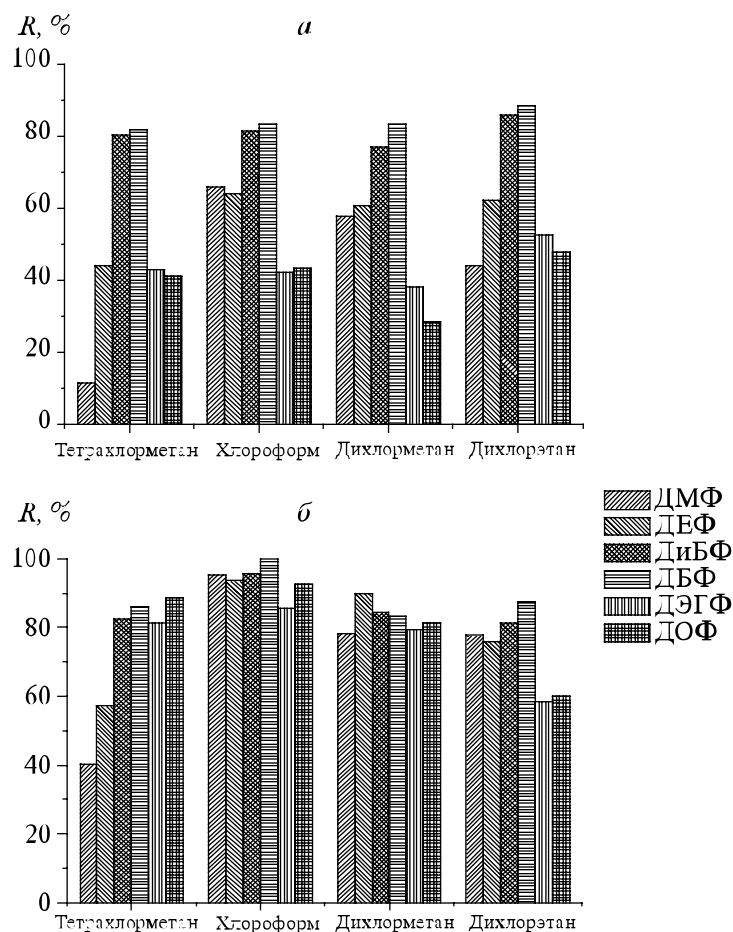 R, %
а
100
80
60
40
20
0
Тетрахлорметан Хлороформ Дихлорметан Дихлорэтан
R, %
б
100
80
60
40
20
0
Тетрахлорметан Хлороформ Дихлорметан Дихлорэтан
ДМФ
ДЕФ
ДиБФ
ДБФ
ДЭГФ
ДОФ